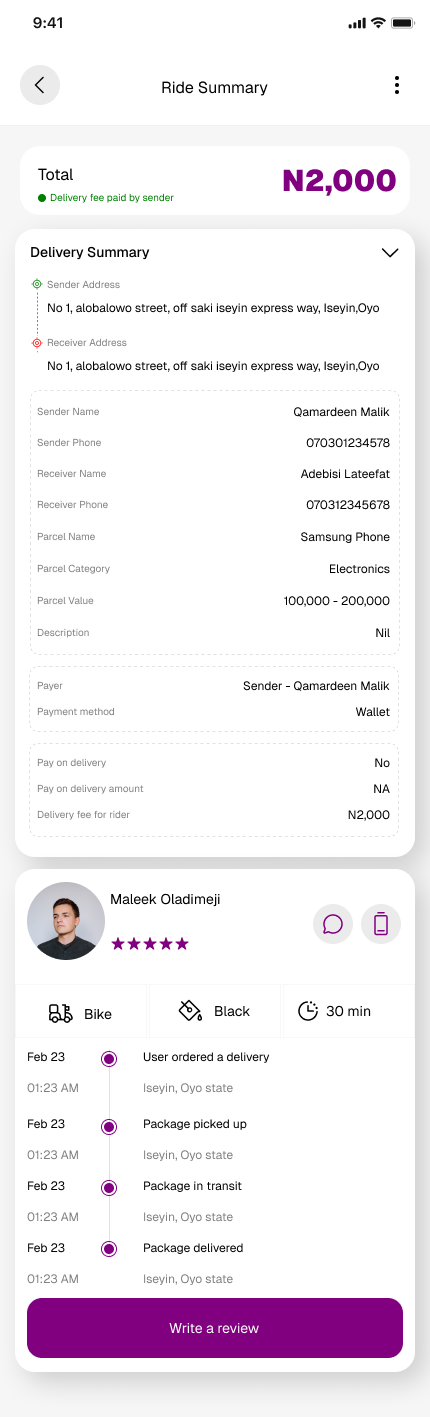 9:41
Ride Summary
Total
N2,000
Delivery fee paid by sender
Delivery Summary
Sender Address
No 1, alobalowo street, off saki iseyin express way, Iseyin,Oyo
Receiver Address
No 1, alobalowo street, off saki iseyin express way, Iseyin,Oyo
Sender Name Qamardeen Malik
Sender Phone 070301234578
Receiver Name Adebisi Lateefat
Receiver Phone 070312345678
Parcel Name Samsung Phone
Parcel Category Electronics
Parcel Value 100,000 - 200,000
Description Nil
Payer Sender - Qamardeen Malik
Payment method Wallet
Pay on delivery No
Pay on delivery amount NA
Delivery fee for rider N2,000
Maleek Oladimeji
Bike Black 30 min
Feb 23 User ordered a delivery
01:23 AM Iseyin, Oyo state
Feb 23 Package picked up
01:23 AM Iseyin, Oyo state
Feb 23 Package in transit
01:23 AM Iseyin, Oyo state
Feb 23 Package delivered
01:23 AM Iseyin, Oyo state
Write a review